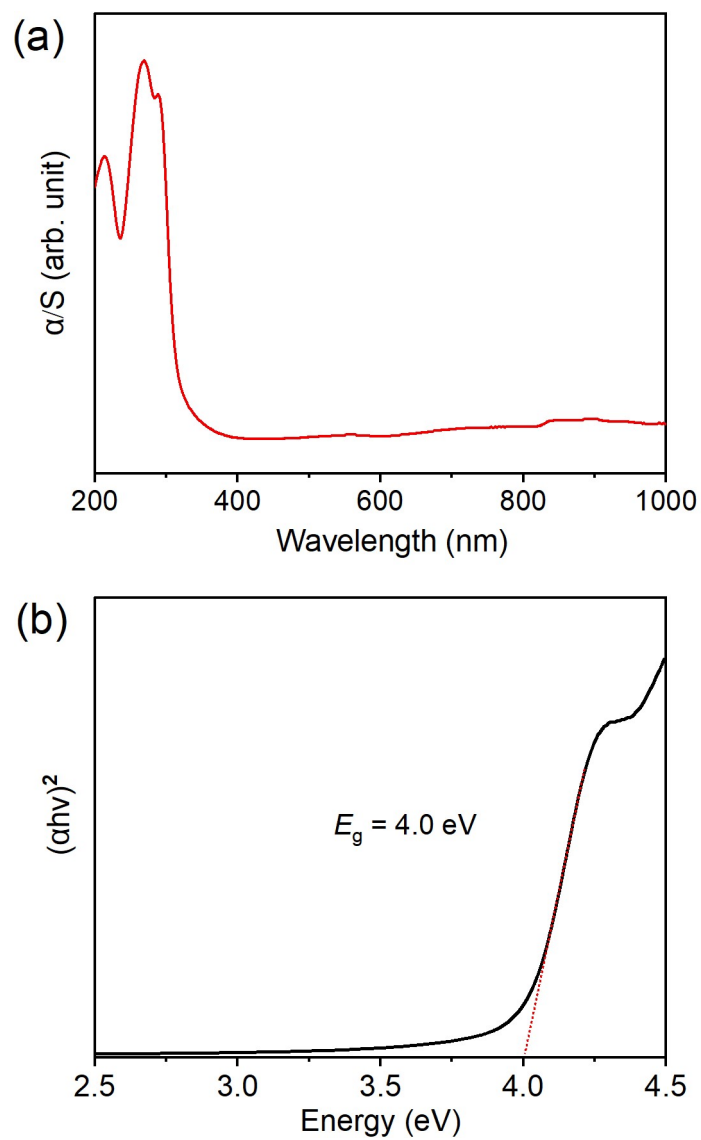 (a)
α/S (arb. unit)
200 400 600 800 1000
Wavelength (nm)
(b)
(αhv)²
E_g = 4.0 eV
2.5 3.0 3.5 4.0 4.5
Energy (eV)